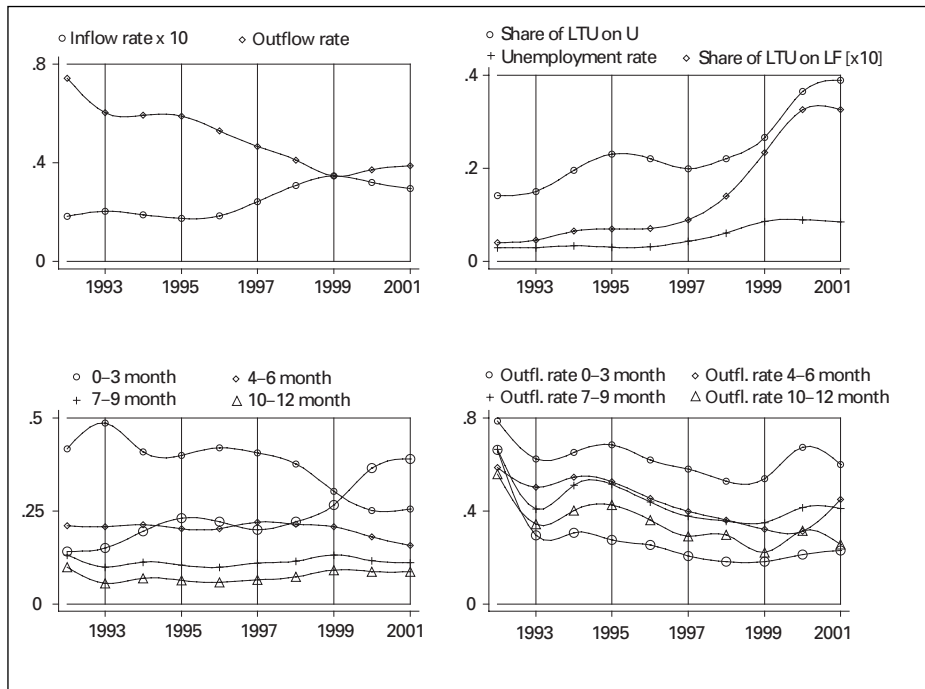 Inflow rate x 10 Outflow rate
.8
.4
0
1993 1995 1997 1999 2001
Share of LTU on U
Unemployment rate Share of LTU on LF [x10]
.4
.2
0
1993 1995 1997 1999 2001
0–3 month 4–6 month
7–9 month 10–12 month
.5
.25
0
1993 1995 1997 1999 2001
Outfl. rate 0–3 month Outfl. rate 4–6 month
Outfl. rate 7–9 month Outfl. rate 10–12 month
.8
.4
0
1993 1995 1997 1999 2001